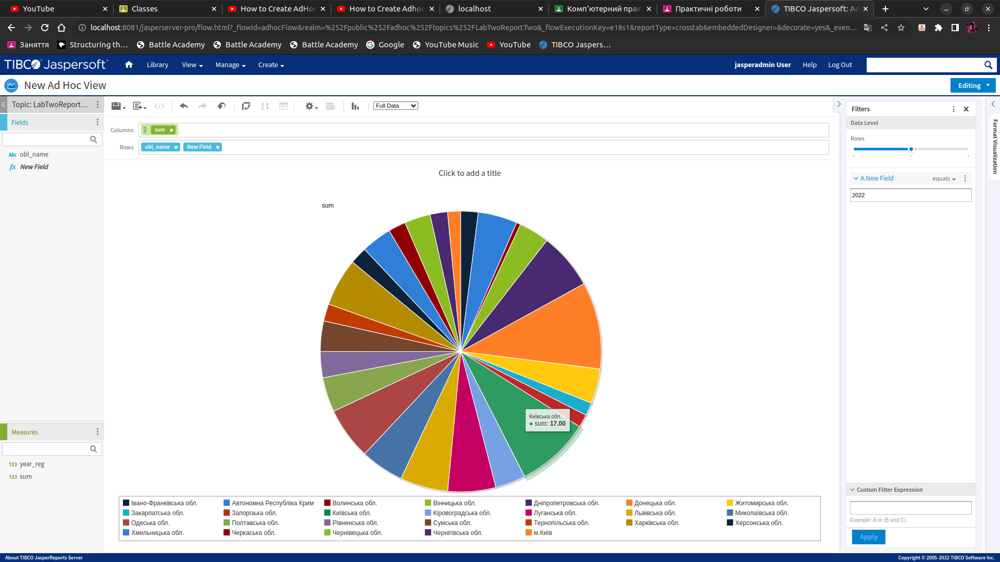 YouTube
Classes
How to Create AdHo
How to Create Adhoc
localhost
Комп'ютерний прак
Практичні роботи
TIBCO Jaspersoft: Ad
localhost:8081/jasperserver-pro/flow.html?_flowId=adhocFlow&realm=%252Fpublic%252Fadhoc%252Ftopics%252FLabTwoReportTwo&_flowExecutionKey=e18s1&reportType=crosstab&embeddedDesigner=&decorate=yes&_even...
Заняття
Structuring th...
Battle Academy
Battle Academy
Battle Academy
Google
YouTube Music
YouTube
TIBCO Jaspers...
TIBCO Jaspersoft
Library
View
Manage
Create
jasperadmin User
Help
Log Out
New Ad Hoc View
Editing
Topic: LabTwoReport...
Full Data
Fields
Abc obl_name
fx New Field
Columns
sum
Rows
obl_name
New Field
Click to add a title
sum
Київська обл.
● sum: 17.00
Івано-Франківська обл.
Автономна Республіка Крим
Волинська обл.
Вінницька обл.
Дніпропетровська обл.
Донецька обл.
Житомирська обл.
Закарпатська обл.
Запорізька обл.
Київська обл.
Кіровоградська обл.
Луганська обл.
Львівська обл.
Миколаївська обл.
Одеська обл.
Полтавська обл.
Рівненська обл.
Сумська обл.
Тернопільська обл.
Харківська обл.
Херсонська обл.
Хмельницька обл.
Черкаська обл.
Чернівецька обл.
Чернігівська обл.
м.Київ
Measures
123 year_reg
123 sum
Filters
Data Level
Rows
A.New Field
equals
2022
Custom Filter Expression
Example: A or (B and C)
Apply
Format Visualization
About TIBCO JasperReports Server
Copyright © 2005-2022 TIBCO Software Inc.